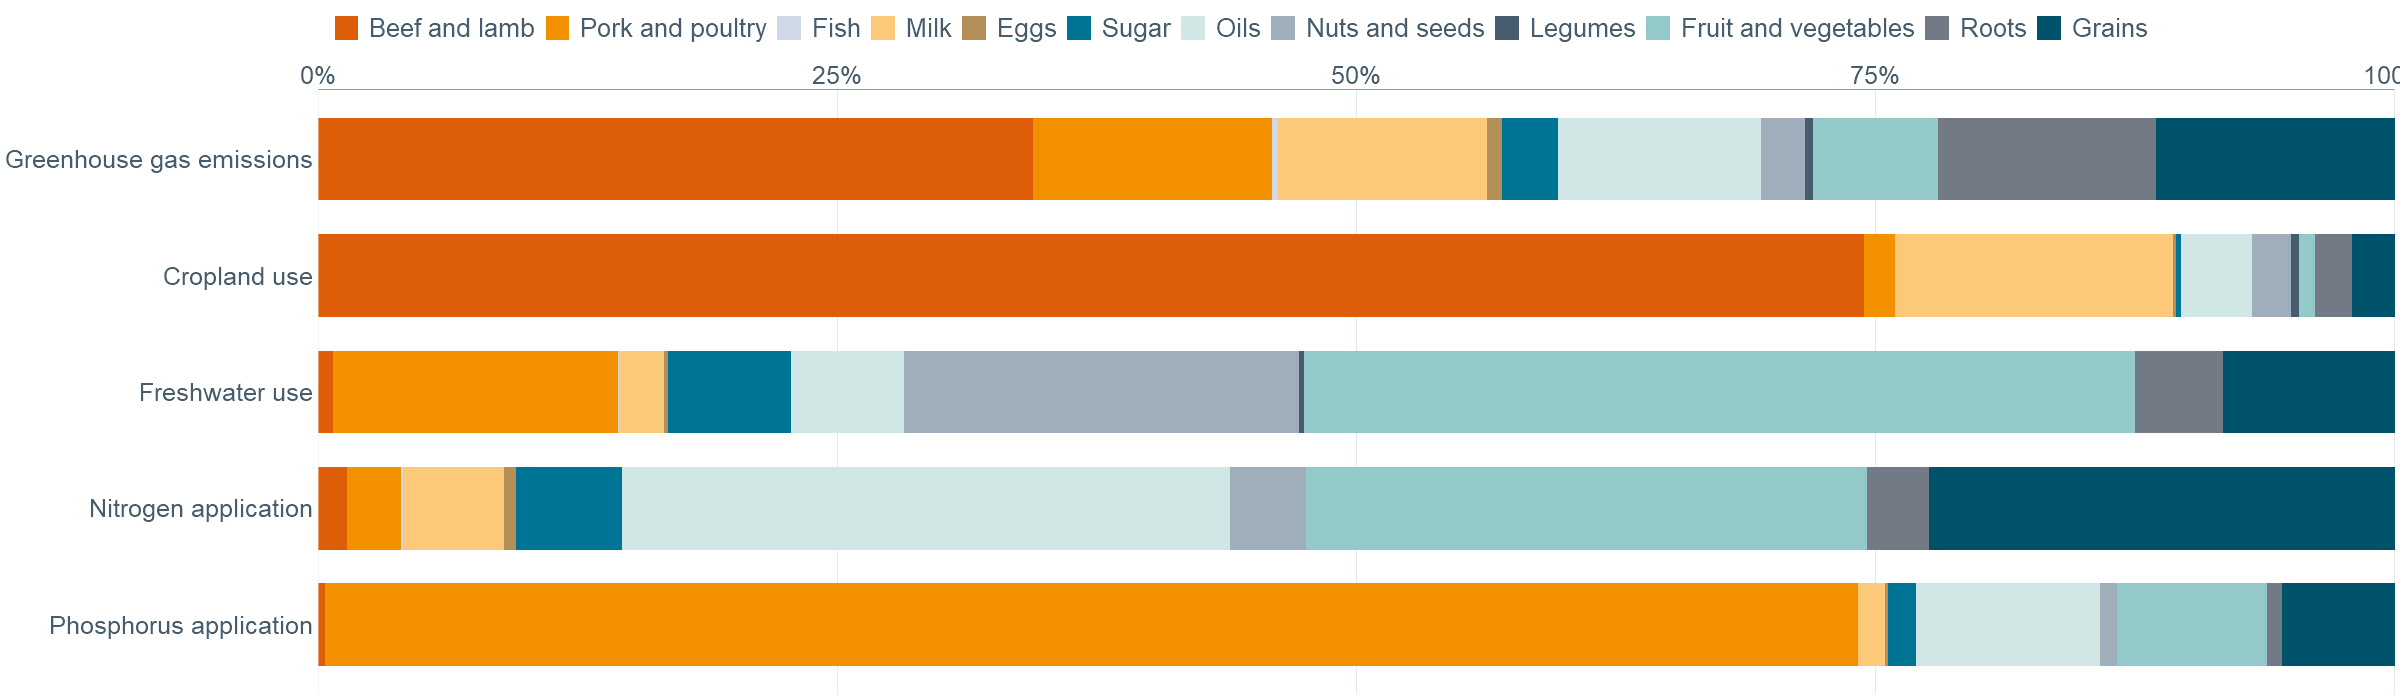 Beef and lamb Pork and poultry Fish Milk Eggs Sugar Oils Nuts and seeds Legumes Fruit and vegetables Roots Grains
0% 25% 50% 75% 100
Greenhouse gas emissions
Cropland use
Freshwater use
Nitrogen application
Phosphorus application